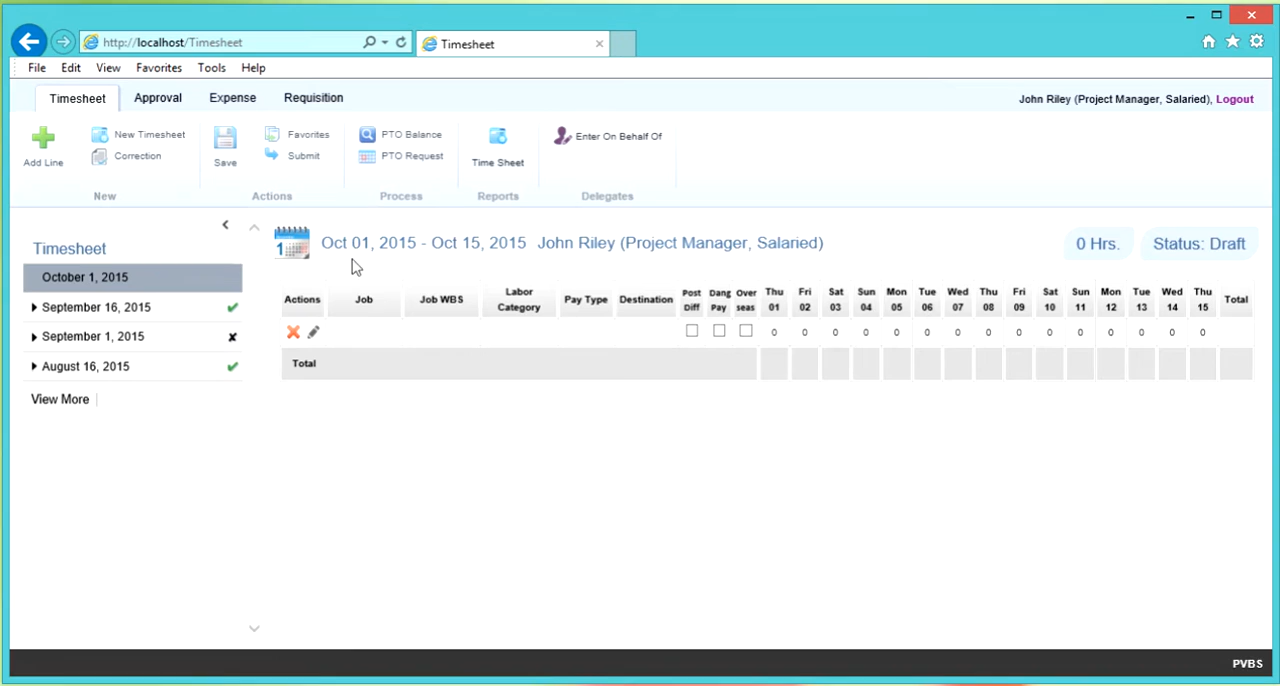 http://localhost/Timesheet
Timesheet
File Edit View Favorites Tools Help
Timesheet Approval Expense Requisition
John Riley (Project Manager, Salaried), Logout
Add Line
New Timesheet
Correction
Save
Favorites
Submit
PTO Balance
PTO Request
Time Sheet
Enter On Behalf Of
New Actions Process Reports Delegates
Timesheet
October 1, 2015
September 16, 2015
September 1, 2015
August 16, 2015
View More
1
Oct 01, 2015 - Oct 15, 2015 John Riley (Project Manager, Salaried)
0 Hrs.
Status: Draft
Actions Job Job WBS Labor Category Pay Type Destination Post Diff Dang Pay Over seas Thu 01 Fri 02 Sat 03 Sun 04 Mon 05 Tue 06 Wed 07 Thu 08 Fri 09 Sat 10 Sun 11 Mon 12 Tue 13 Wed 14 Thu 15 Total
0 0 0 0 0 0 0 0 0 0 0 0 0 0 0
Total
PVBS